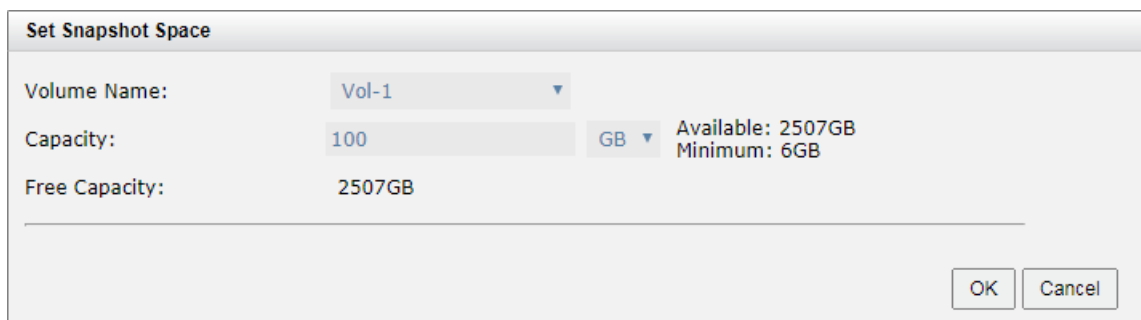 Set Snapshot Space
Volume Name: Vol-1
Capacity: 100 GB Available: 2507GB
Minimum: 6GB
Free Capacity: 2507GB
OK Cancel